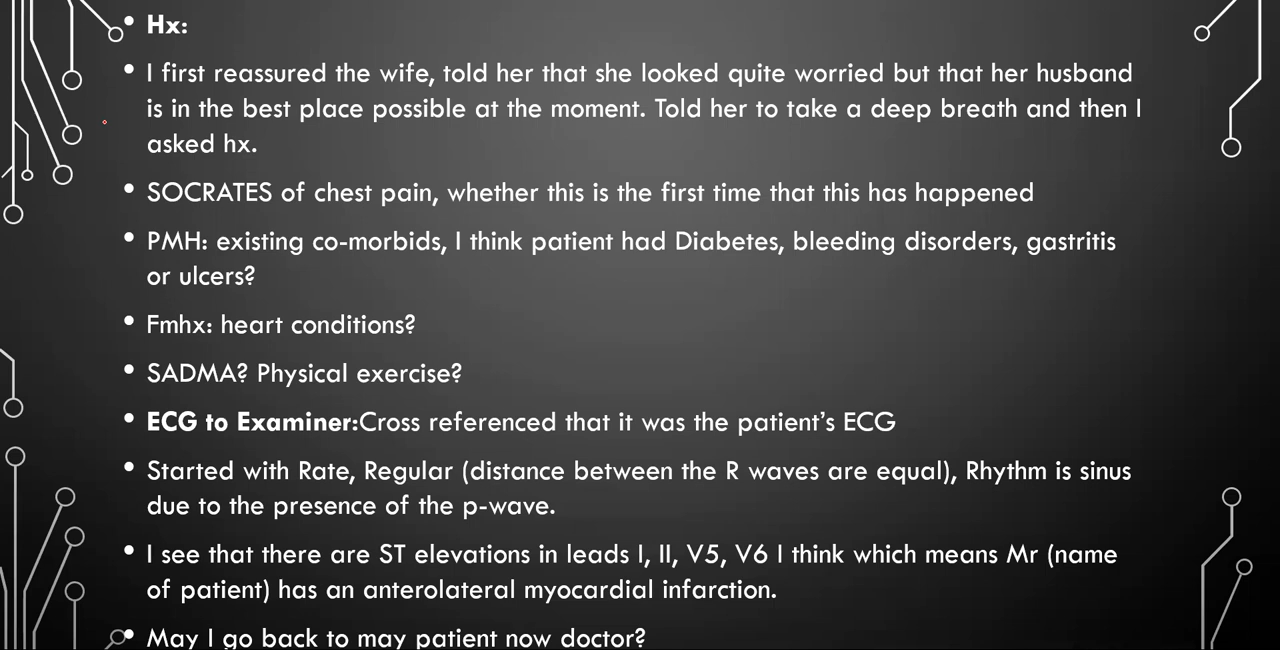 • Hx:
• I first reassured the wife, told her that she looked quite worried but that her husband
is in the best place possible at the moment. Told her to take a deep breath and then I
asked hx.
• SOCRATES of chest pain, whether this is the first time that this has happened
• PMH: existing co-morbids, I think patient had Diabetes, bleeding disorders, gastritis
or ulcers?
• Fmhx: heart conditions?
• SADMA? Physical exercise?
• ECG to Examiner:Cross referenced that it was the patient’s ECG
• Started with Rate, Regular (distance between the R waves are equal), Rhythm is sinus
due to the presence of the p-wave.
• I see that there are ST elevations in leads I, II, V5, V6 I think which means Mr (name
of patient) has an anterolateral myocardial infarction.
• May I go back to may patient now doctor?